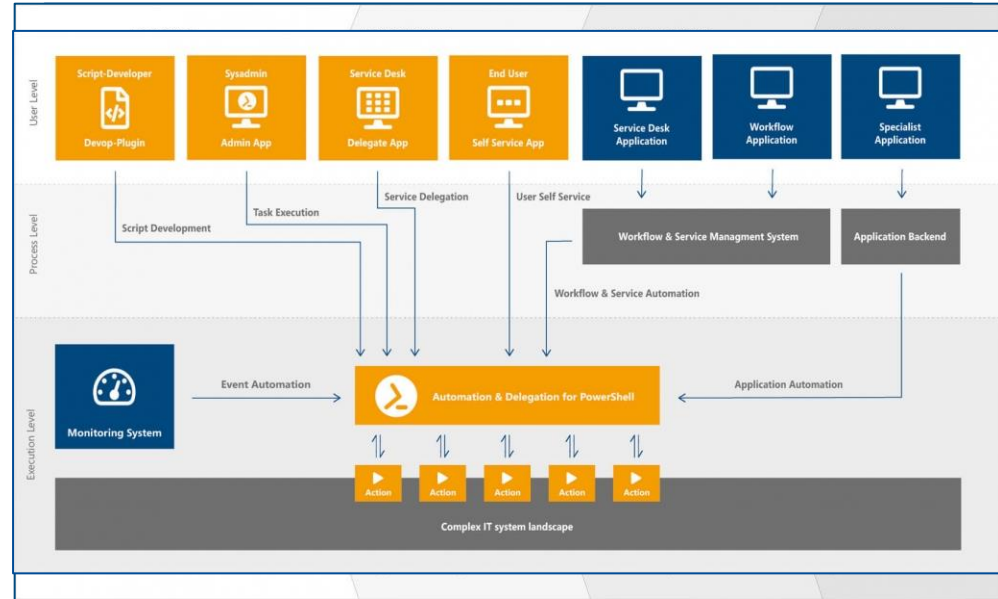 User Level
Script-Developer
Devop-Plugin
Sysadmin
Admin App
Service Desk
Delegate App
End User
Self Service App
Service Desk
Application
Workflow
Application
Specialist
Application
Process Level
Script Development
Task Execution
Service Delegation
User Self Service
Workflow & Service Managment System
Application Backend
Workflow & Service Automation
Execution Level
Monitoring System
Event Automation
Automation & Delegation for PowerShell
Application Automation
Action
Action
Action
Action
Action
Complex IT system landscape